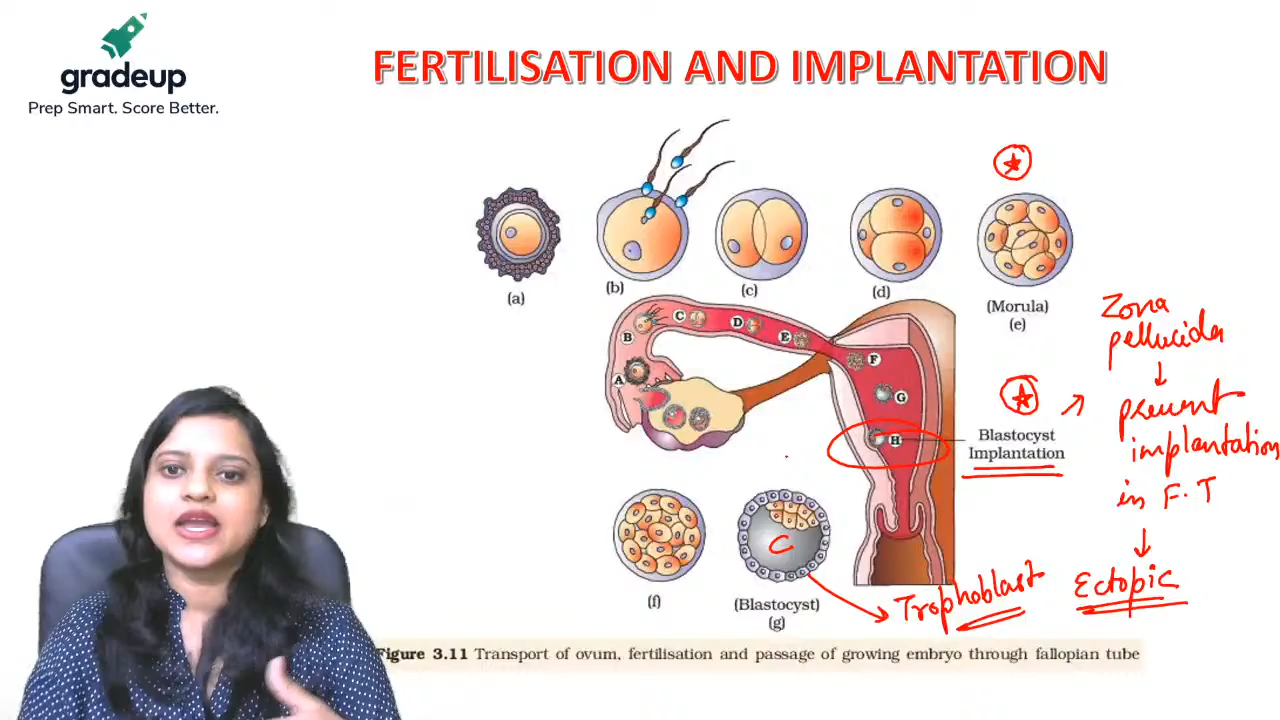 gradeup
Prep Smart. Score Better.
FERTILISATION AND IMPLANTATION
(a)
(b)
(c)
(d)
(Morula)
(e)
A
B
C
D
E
F
G
H
Blastocyst
Implantation
Zona
pellucida
↓
prevent
implantation
in F.T
↓
Ectopic
C
Trophoblast
(f)
(Blastocyst)
(g)
Figure 3.11 Transport of ovum, fertilisation and passage of growing embryo through fallopian tube